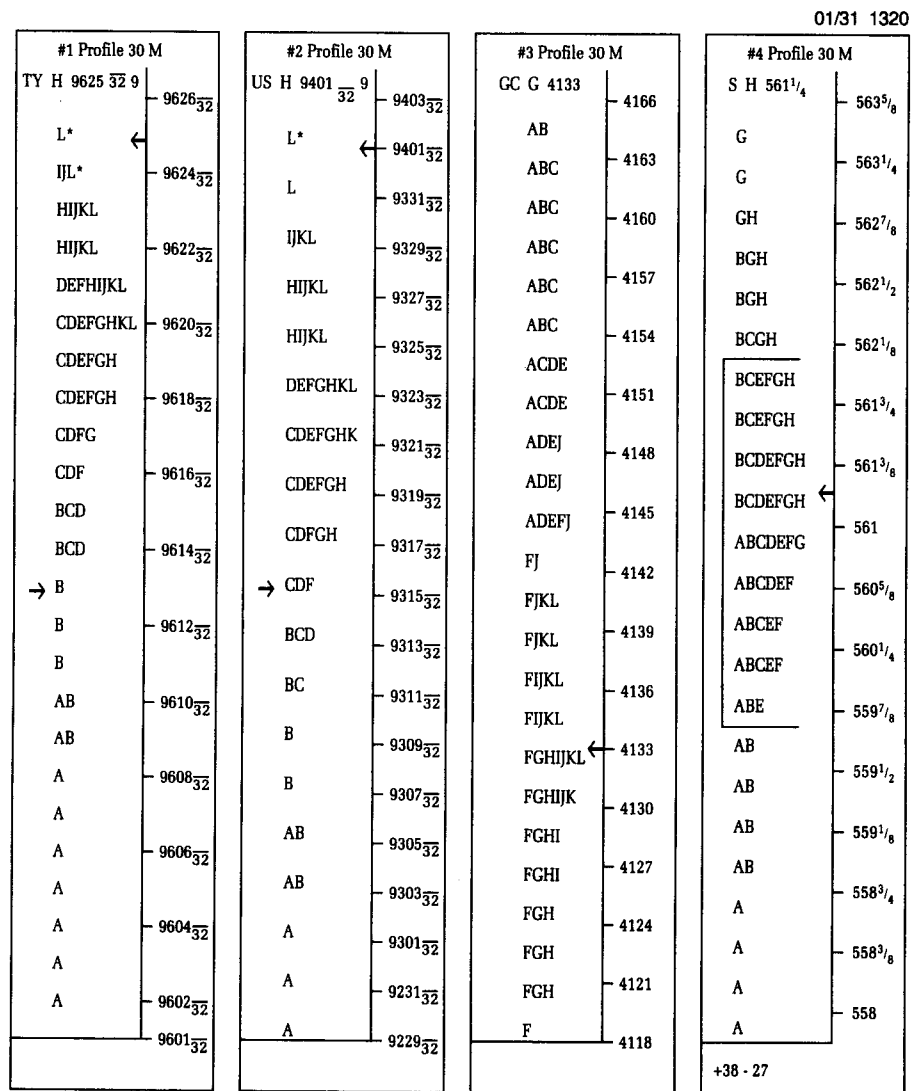 01/31 1320
#1 Profile 30 M
TY H 9625 32 9
9626 32
L*
IJL*
9624 32
HIJKL
HIJKL
9622 32
DEFHIJKL
CDEFGHKL
9620 32
CDEFGH
CDEFGH
9618 32
CDFG
CDF
9616 32
BCD
BCD
9614 32
B
B
9612 32
B
AB
9610 32
AB
A
9608 32
A
A
9606 32
A
A
9604 32
A
A
9602 32
9601 32
#2 Profile 30 M
US H 9401 32 9
9403 32
L*
9401 32
L
9331 32
IJKL
9329 32
HIJKL
9327 32
HIJKL
9325 32
DEFGHKL
9323 32
CDEFGHK
9321 32
CDEFGH
9319 32
CDFGH
9317 32
CDF
9315 32
BCD
9313 32
BC
9311 32
B
9309 32
B
9307 32
AB
9305 32
AB
9303 32
A
9301 32
A
9231 32
A
9229 32
#3 Profile 30 M
GC G 4133
4166
AB
4163
ABC
ABC
4160
ABC
4157
ABC
ABC
4154
ACDE
4151
ACDE
ADEJ
4148
ADEJ
4145
ADEFJ
FJ
4142
FJKL
4139
FJKL
FIJKL
4136
FIJKL
4133
FGHIJKL
FGHIJK
4130
FGHI
4127
FGHI
FGH
4124
FGH
4121
FGH
F
4118
#4 Profile 30 M
S H 561 1/4
563 5/8
G
563 1/4
G
GH
562 7/8
BGH
562 1/2
BGH
BCGH
562 1/8
BCEFGH
561 3/4
BCEFGH
BCDEFGH
561 3/8
BCDEFGH
561
ABCDEFG
ABCDEF
560 5/8
ABCEF
560 1/4
ABCEF
ABE
559 7/8
AB
559 1/2
AB
AB
559 1/8
AB
558 3/4
A
A
558 3/8
A
558
A
+38 - 27